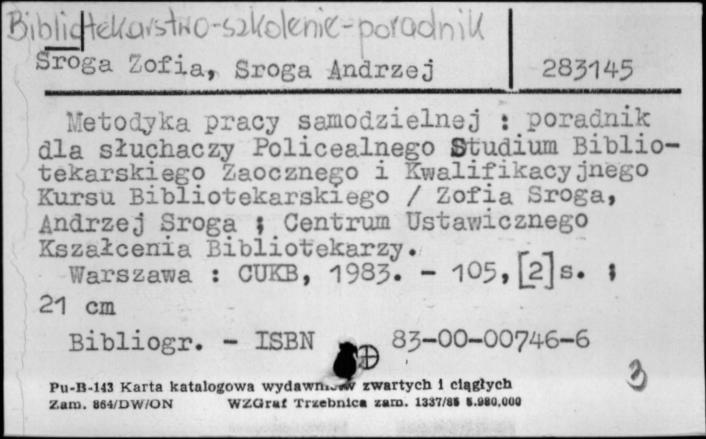 Bibliotekarstwo-szkolenie-poradnik
Sroga Zofia, Sroga Andrzej 283145
Metodyka pracy samodzielnej : poradnik
dla słuchaczy Policealnego Studium Biblio-
tekarskiego Zaocznego i Kwalifikacyjnego
Kursu Bibliotekarskiego / Zofia Sroga,
Andrzej Sroga ; Centrum Ustawicznego
Kszałcenia Bibliotekarzy.
Warszawa : CUKB, 1983. - 105,[2]s. ;
21 cm
Bibliogr. - ISBN 83-00-00746-6
3
Pu-B-143 Karta katalogowa wydawnictw zwartych i ciągłych
Zam. 864/DW/ON WZGraf Trzebnica zam. 1337/88 5.980,000